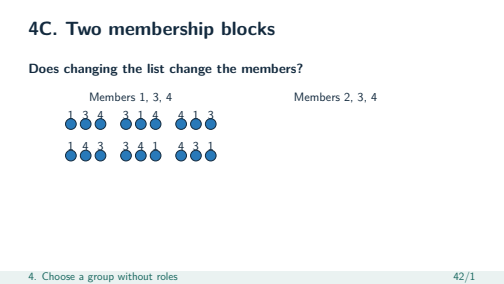 4C. Two membership blocks
Does changing the list change the members?
Members 1, 3, 4
Members 2, 3, 4
1 3 4 3 1 4 4 1 3
1 4 3 3 4 1 4 3 1
4. Choose a group without roles
42/1